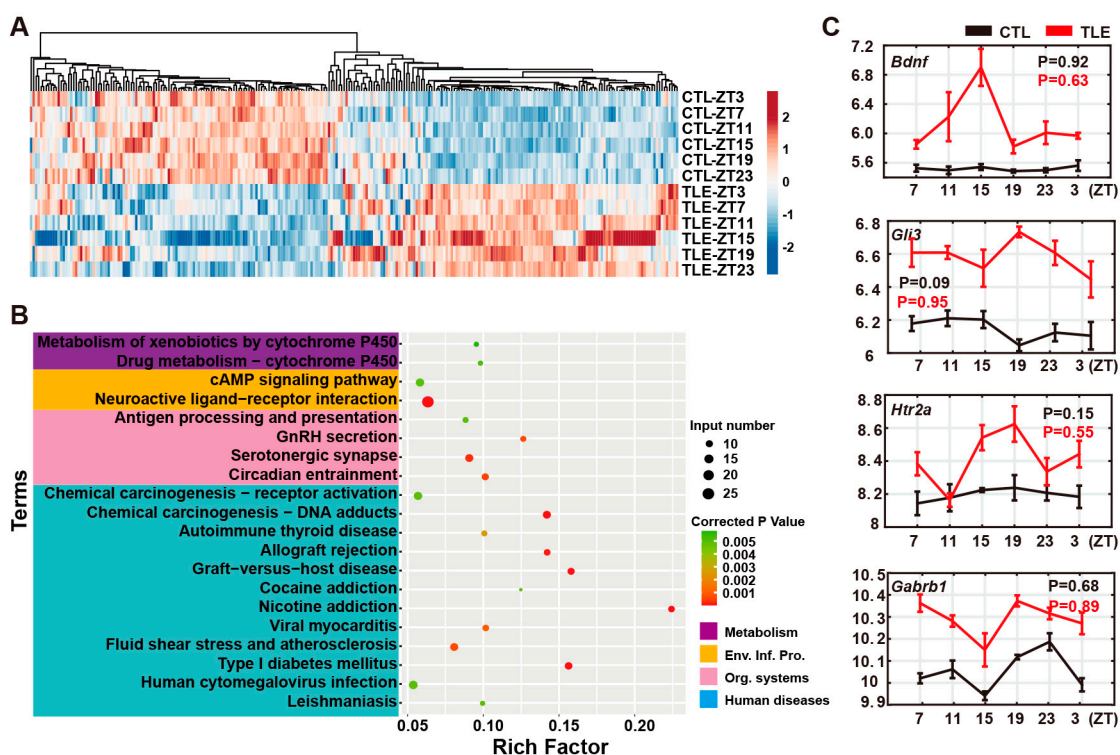 A
CTL-ZT3
CTL-ZT7
CTL-ZT11
CTL-ZT15
CTL-ZT19
CTL-ZT23
TLE-ZT3
TLE-ZT7
TLE-ZT11
TLE-ZT15
TLE-ZT19
TLE-ZT23
2
1
0
-1
-2
B
Terms
Metabolism of xenobiotics by cytochrome P450
Drug metabolism − cytochrome P450
cAMP signaling pathway
Neuroactive ligand−receptor interaction
Antigen processing and presentation
GnRH secretion
Serotonergic synapse
Circadian entrainment
Chemical carcinogenesis − receptor activation
Chemical carcinogenesis − DNA adducts
Autoimmune thyroid disease
Allograft rejection
Graft−versus−host disease
Cocaine addiction
Nicotine addiction
Viral myocarditis
Fluid shear stress and atherosclerosis
Type I diabetes mellitus
Human cytomegalovirus infection
Leishmaniasis
0.05 0.10 0.15 0.20
Rich Factor
Input number
10
15
20
25
Corrected P Value
0.005
0.004
0.003
0.002
0.001
Metabolism
Env. Inf. Pro.
Org. systems
Human diseases
C
CTL TLE
Bdnf
P=0.92
P=0.63
7.2
6.8
6.4
6.0
5.6
7 11 15 19 23 3 (ZT)
Gli3
P=0.09
P=0.95
6.8
6.6
6.4
6.2
6
7 11 15 19 23 3 (ZT)
Htr2a
P=0.15
P=0.55
8.8
8.6
8.4
8.2
8
7 11 15 19 23 3 (ZT)
Gabrb1
P=0.68
P=0.89
10.5
10.4
10.3
10.2
10.1
10
9.9
7 11 15 19 23 3 (ZT)